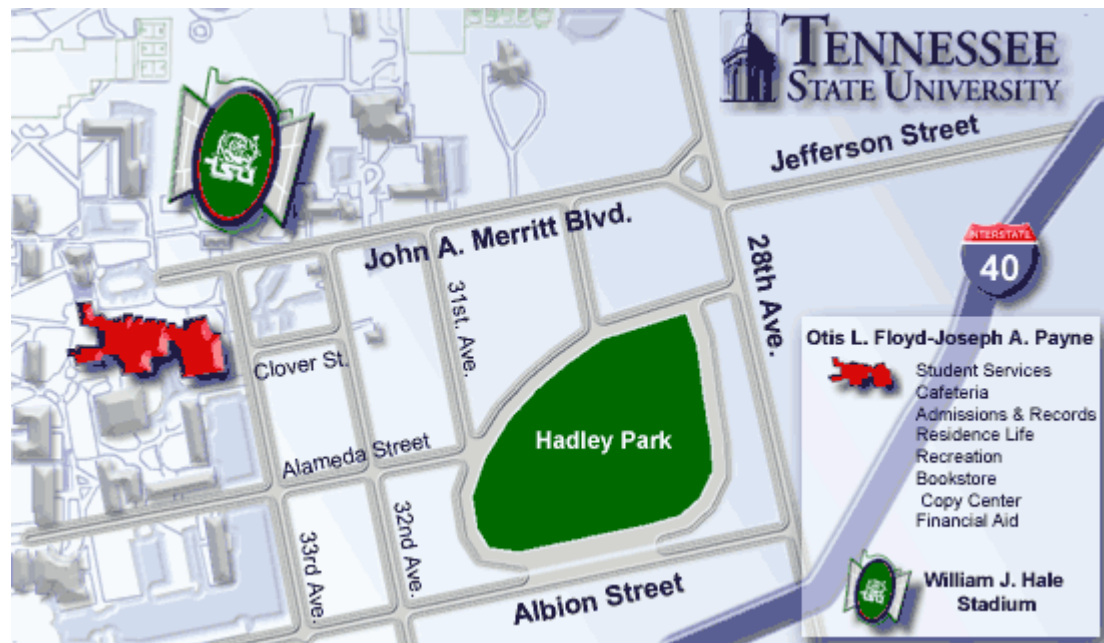 TENNESSEE
STATE UNIVERSITY
Jefferson Street
John A. Merritt Blvd.
28th Ave.
INTERSTATE
40
31st. Ave.
Clover St.
Alameda Street
Hadley Park
33rd Ave.
32nd Ave.
Albion Street
tsu
Otis L. Floyd-Joseph A. Payne
Student Services
Cafeteria
Admissions & Records
Residence Life
Recreation
Bookstore
Copy Center
Financial Aid
William J. Hale
Stadium